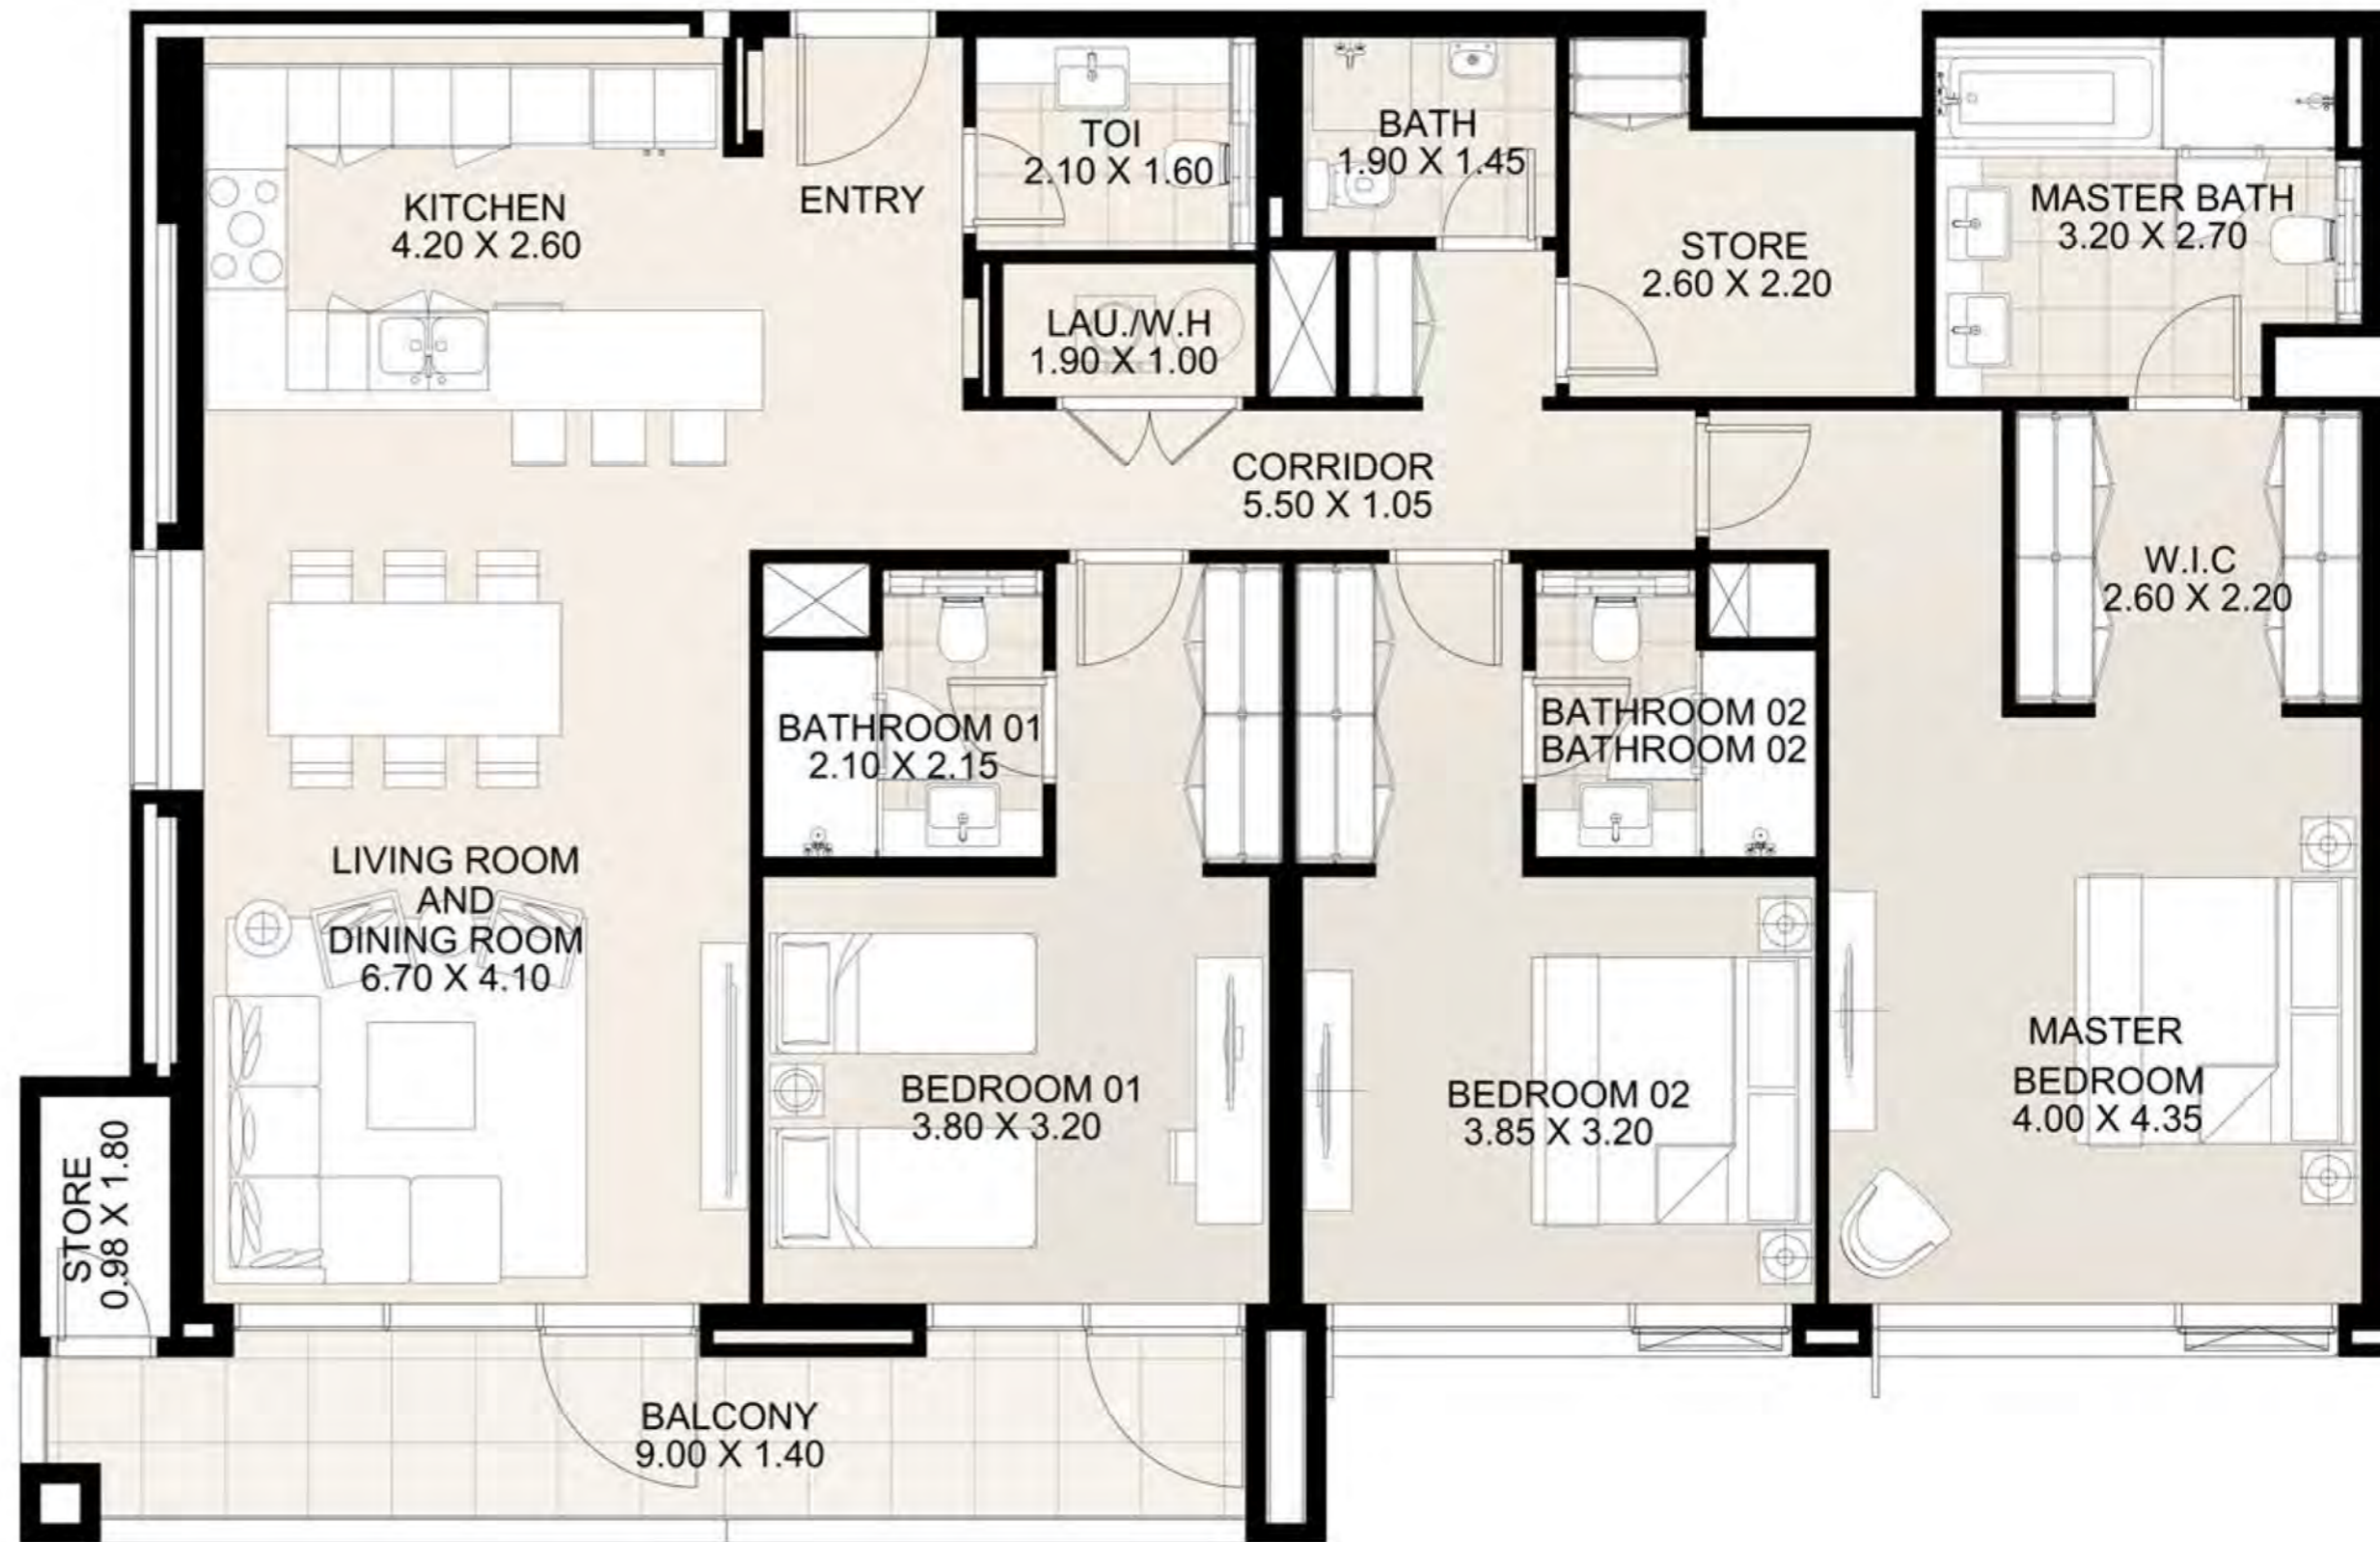 KITCHEN
4.20 X 2.60
ENTRY
TOI
2.10 X 1.60
BATH
1.90 X 1.45
STORE
2.60 X 2.20
MASTER BATH
3.20 X 2.70
LAU./W.H
1.90 X 1.00
CORRIDOR
5.50 X 1.05
W.I.C
2.60 X 2.20
BATHROOM 01
2.10 X 2.15
BATHROOM 02
BATHROOM 02
LIVING ROOM
AND
DINING ROOM
6.70 X 4.10
BEDROOM 01
3.80 X 3.20
BEDROOM 02
3.85 X 3.20
MASTER
BEDROOM
4.00 X 4.35
STORE
0.98 X 1.80
BALCONY
9.00 X 1.40